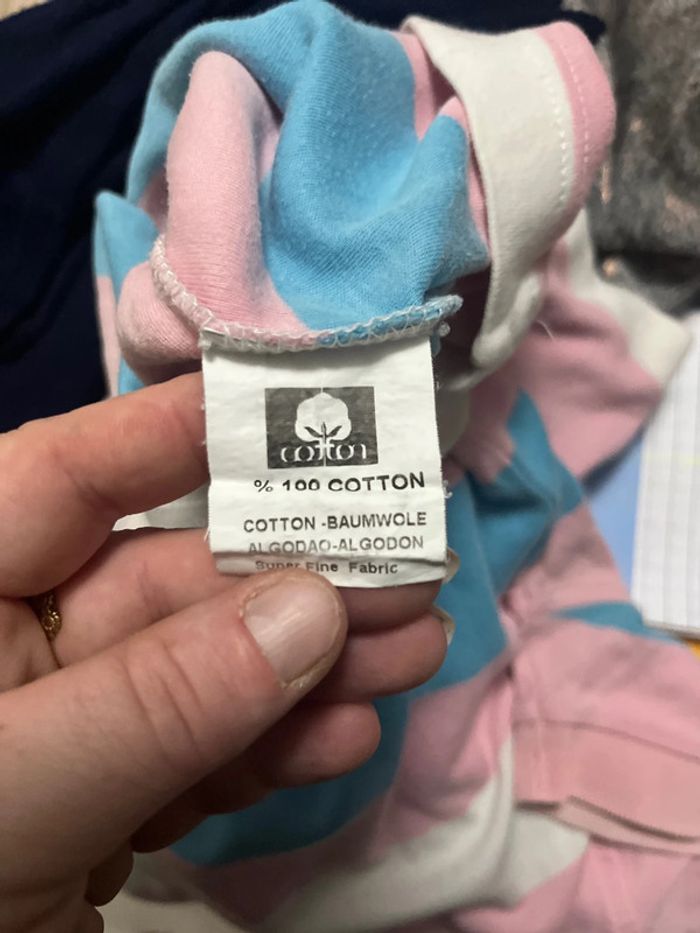 cotton
% 100 COTTON
COTTON -BAUMWOLE
ALGODAO-ALGODON
Super Fine Fabric